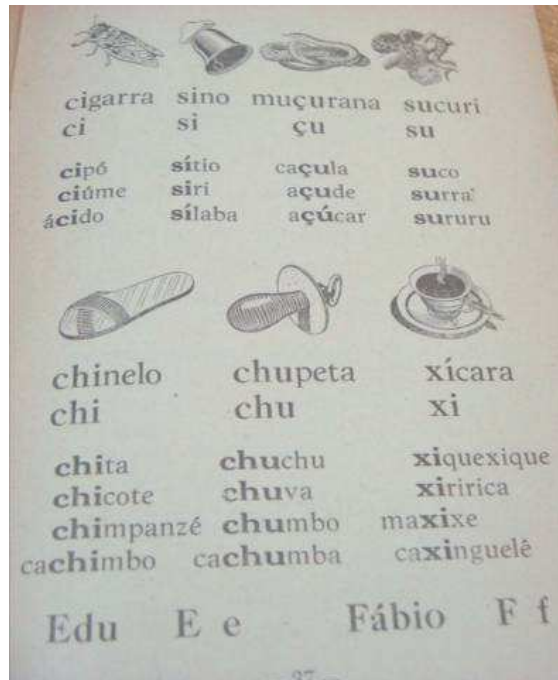 cigarra sino muçurana sucuri
ci si çu su
cipó sítio caçula suco
ciúme siri açude surra
ácido sílaba açúcar sururu
chinelo chupeta xícara
chi chu xi
chita chuchu xiquexique
chicote chuva xiririca
chimpanzé chumbo maxixe
cachimbo cachumba caxinguelê
Edu E e Fábio F f
27